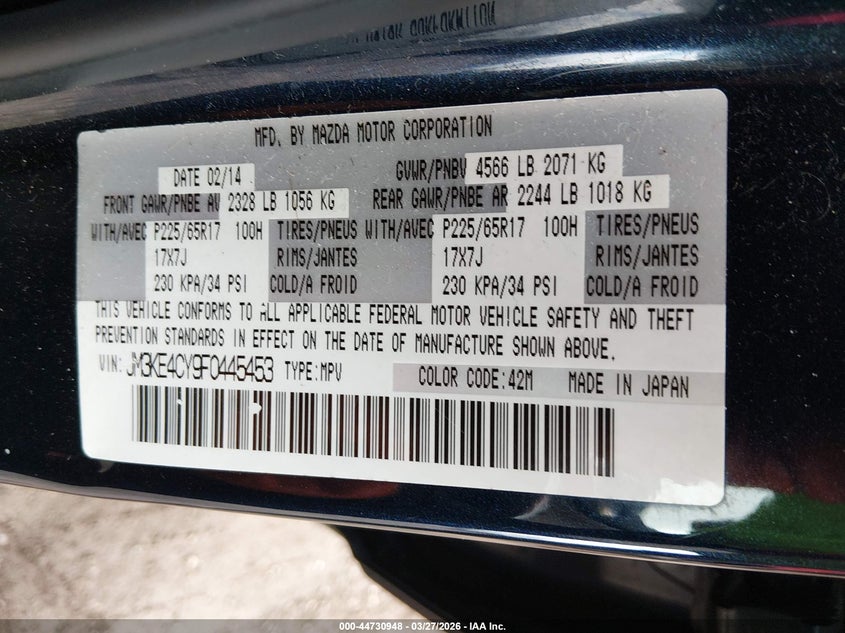 MFD. BY MAZDA MOTOR CORPORATION
DATE 02/14 GVWR/PNBV 4566 LB 2071 KG
FRONT GAWR/PNBE AV 2328 LB 1056 KG REAR GAWR/PNBE AR 2244 LB 1018 KG
WITH/AVEC P225/65R17 100H TIRES/PNEUS WITH/AVEC P225/65R17 100H TIRES/PNEUS
17X7J RIMS/JANTES 17X7J RIMS/JANTES
230 KPA/34 PSI COLD/A FROID 230 KPA/34 PSI COLD/A FROID
THIS VEHICLE CONFORMS TO ALL APPLICABLE FEDERAL MOTOR VEHICLE SAFETY AND THEFT
PREVENTION STANDARDS IN EFFECT ON THE DATE OF MANUFACTURE SHOWN ABOVE.
VIN: JM3KE4CY9F0445453 TYPE:MPV COLOR CODE:42M MADE IN JAPAN
000-44730948 - 03/27/2026 - IAA Inc.